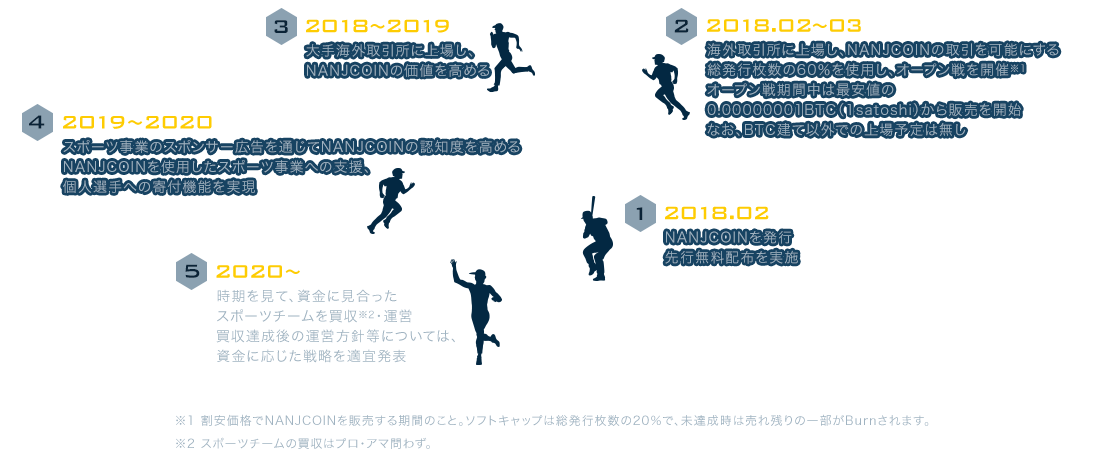 3
2018~2019
大手海外取引所に上場し、
NANJCOINの価値を高める
2
2018.02~03
海外取引所に上場し、NANJCOINの取引を可能にする
総発行枚数の60%を使用し、オープン戦を開催※1
オープン戦期間中は最安値の
0.00000001BTC(1satoshi)から販売を開始
なお、BTC建て以外での上場予定は無し
4
2019~2020
スポーツ事業のスポンサー広告を通じてNANJCOINの認知度を高める
NANJCOINを使用したスポーツ事業への支援、
個人選手への寄付機能を実現
1
2018.02
NANJCOINを発行
先行無料配布を実施
5
2020~
時期を見て、資金に見合った
スポーツチームを買収※2・運営
買収達成後の運営方針等については、
資金に応じた戦略を適宜発表
※1 割安価格でNANJCOINを販売する期間のこと。ソフトキャップは総発行枚数の20%で、未達成時は売れ残りの一部がBurnされます。
※2 スポーツチームの買収はプロ・アマ問わず。